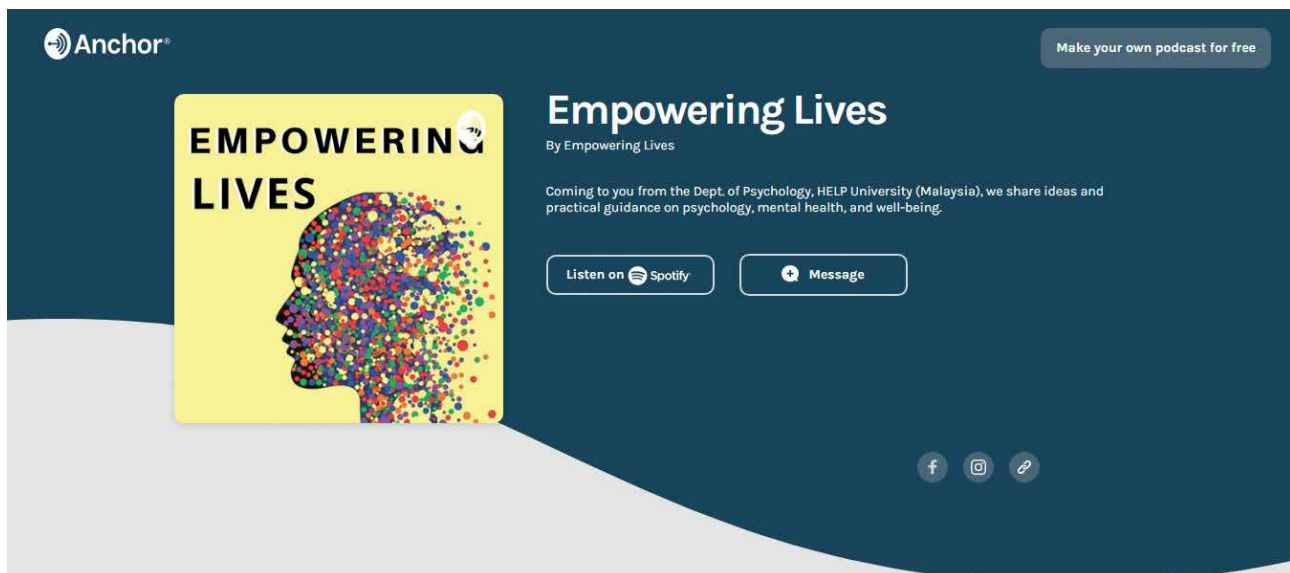 Anchor®
Make your own podcast for free
EMPOWERING
LIVES
Empowering Lives
By Empowering Lives
Coming to you from the Dept. of Psychology, HELP University (Malaysia), we share ideas and
practical guidance on psychology, mental health, and well-being.
Listen on Spotify
Message